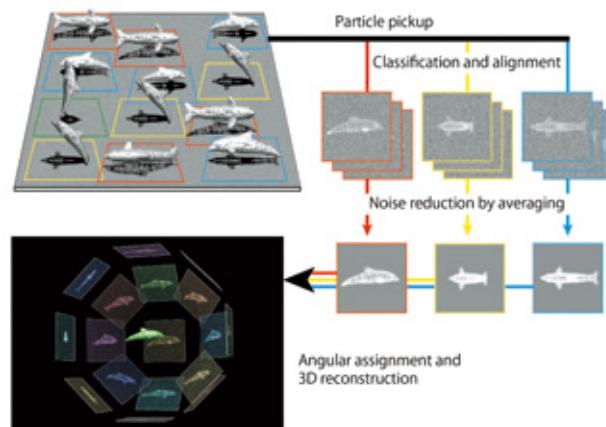 Particle pickup
Classification and alignment
Noise reduction by averaging
Angular assignment and
3D reconstruction